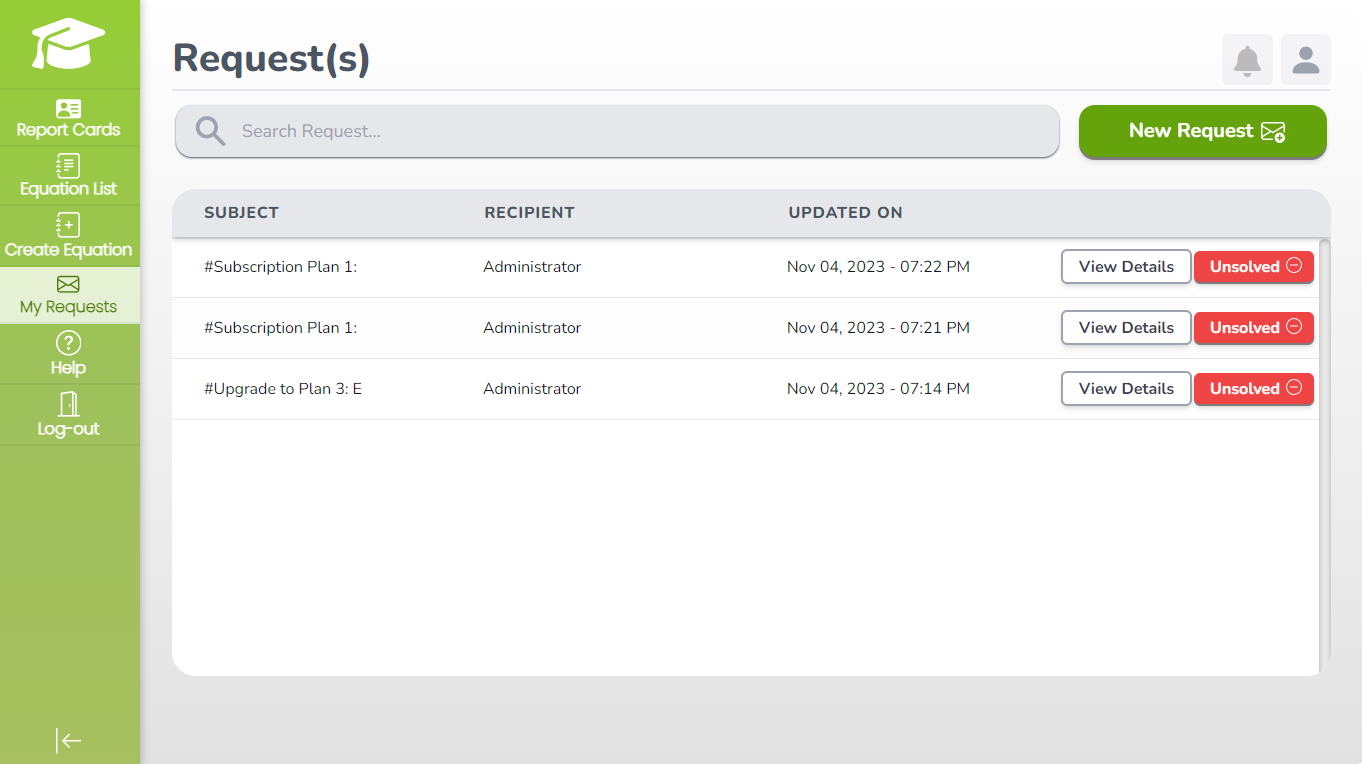 Request(s)
Report Cards
Equation List
Create Equation
My Requests
Help
Log-out
Search Request...
New Request
SUBJECT RECIPIENT UPDATED ON
#Subscription Plan 1: Administrator Nov 04, 2023 - 07:22 PM View Details Unsolved
#Subscription Plan 1: Administrator Nov 04, 2023 - 07:21 PM View Details Unsolved
#Upgrade to Plan 3: E Administrator Nov 04, 2023 - 07:14 PM View Details Unsolved